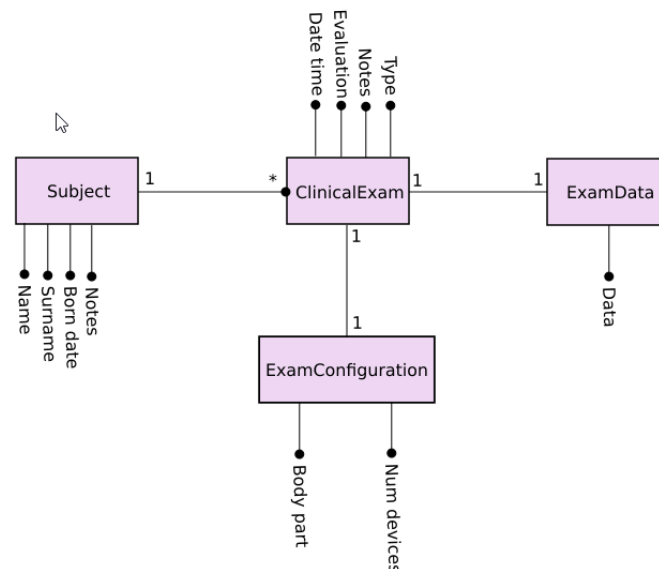 Date time
Evaluation
Notes
Type
Subject
1
*
ClinicalExam
1
1
ExamData
1
Name
Surname
Born date
Notes
Data
1
ExamConfiguration
Body part
Num devices